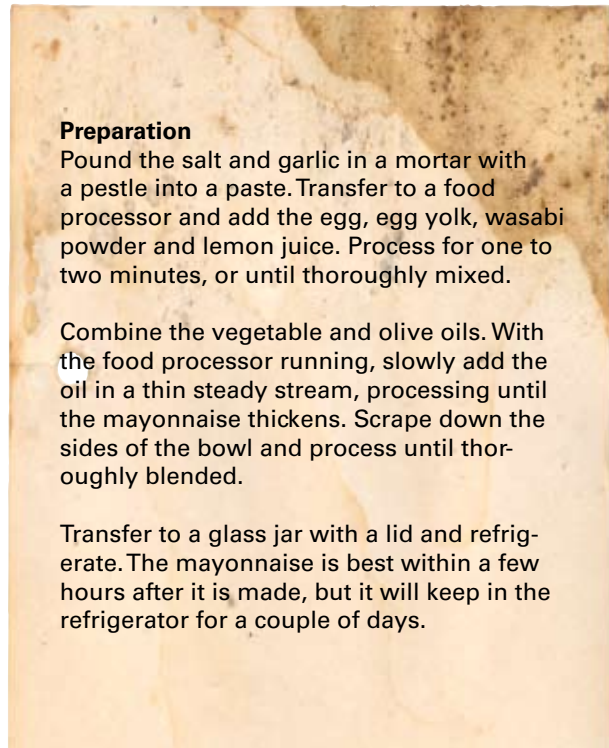 Preparation
Pound the salt and garlic in a mortar with
a pestle into a paste. Transfer to a food
processor and add the egg, egg yolk, wasabi
powder and lemon juice. Process for one to
two minutes, or until thoroughly mixed.
Combine the vegetable and olive oils. With
the food processor running, slowly add the
oil in a thin steady stream, processing until
the mayonnaise thickens. Scrape down the
sides of the bowl and process until thor-
oughly blended.
Transfer to a glass jar with a lid and refrig-
erate. The mayonnaise is best within a few
hours after it is made, but it will keep in the
refrigerator for a couple of days.